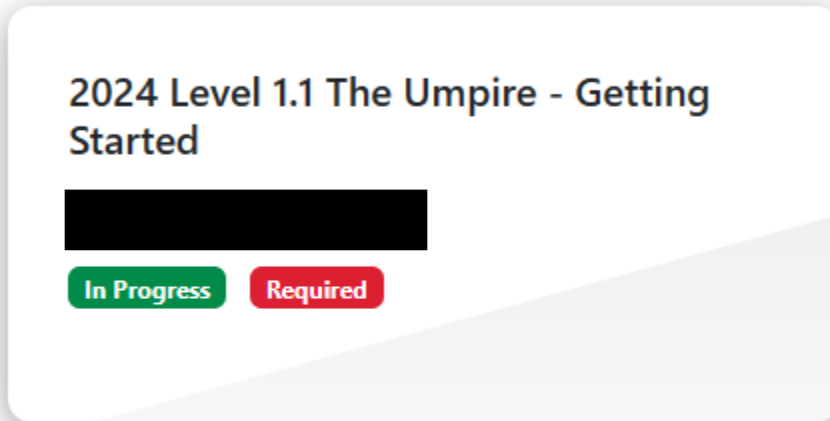 2024 Level 1.1 The Umpire - Getting
Started
In Progress Required